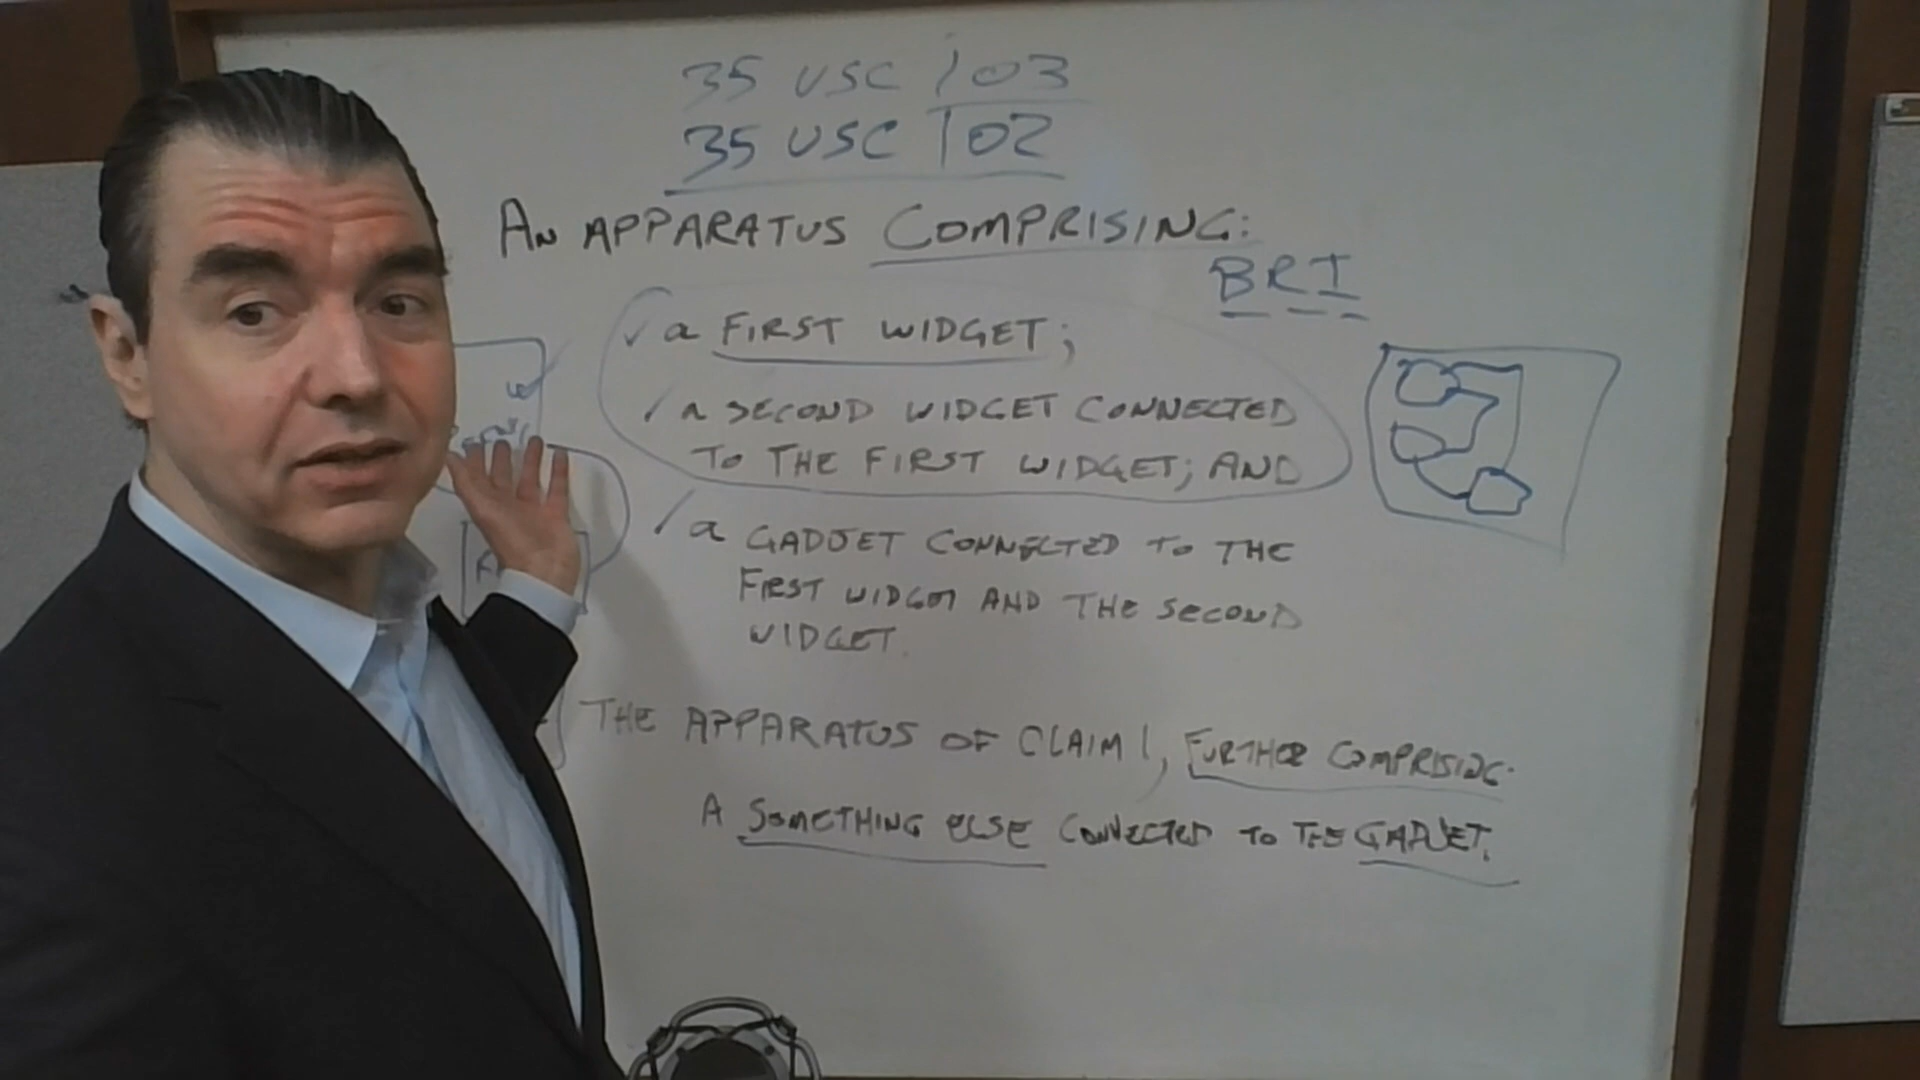 35 USC 103
35 USC 102
AN APPARATUS COMPRISING:
BRI
a FIRST WIDGET;
a SECOND WIDGET CONNECTED
TO THE FIRST WIDGET; AND
a GADJET CONNECTED TO THE
FIRST WIDGET AND THE SECOND
WIDGET.
THE APPARATUS OF CLAIM 1, FURTHER COMPRISING:
A SOMETHING ELSE CONNECTED TO THE GADJET.